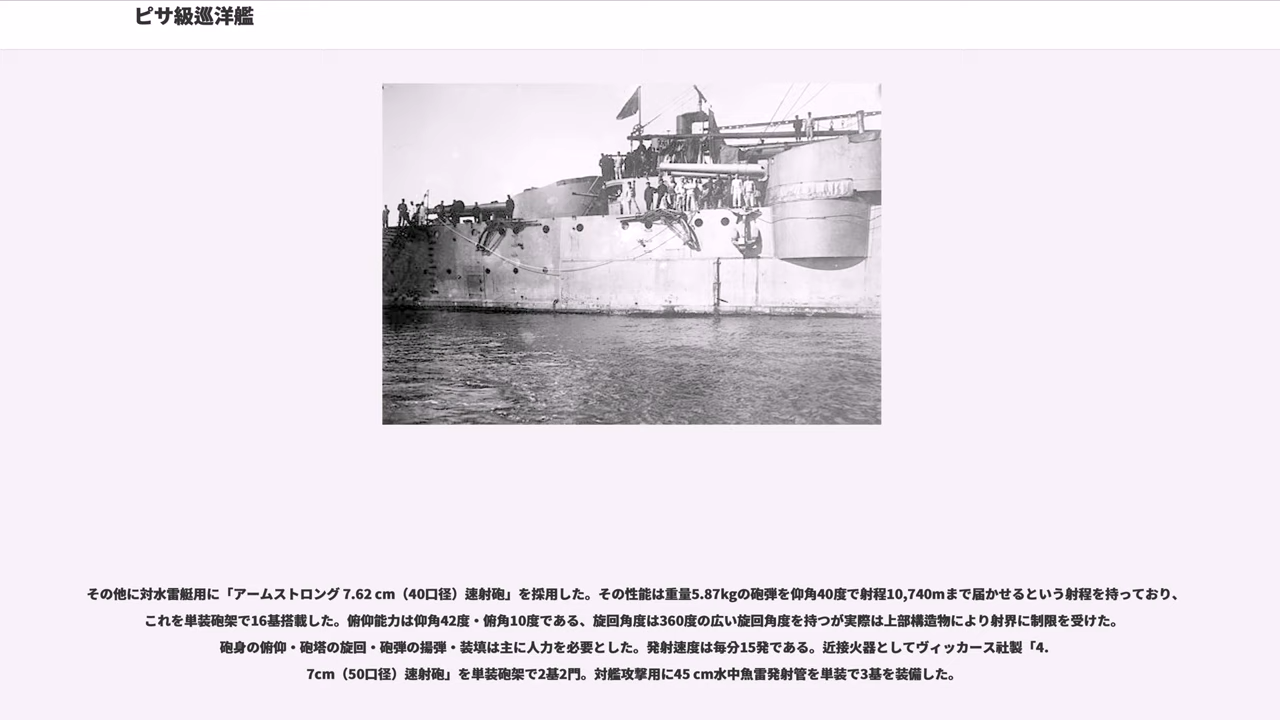 ピサ級巡洋艦
その他に対水雷艇用に「アームストロング 7.62 cm（40口径）速射砲」を採用した。その性能は重量5.87kgの砲弾を仰角40度で射程10,740mまで届かせるという射程を持っており、
これを単装砲架で16基搭載した。俯仰能力は仰角42度・俯角10度である、旋回角度は360度の広い旋回角度を持つが実際は上部構造物により射界に制限を受けた。
砲身の俯仰・砲塔の旋回・砲弾の揚弾・装填は主に人力を必要とした。発射速度は毎分15発である。近接火器としてヴィッカース社製「4.
7cm（50口径）速射砲」を単装砲架で2基2門。対艦攻撃用に45 cm水中魚雷発射管を単装で3基を装備した。